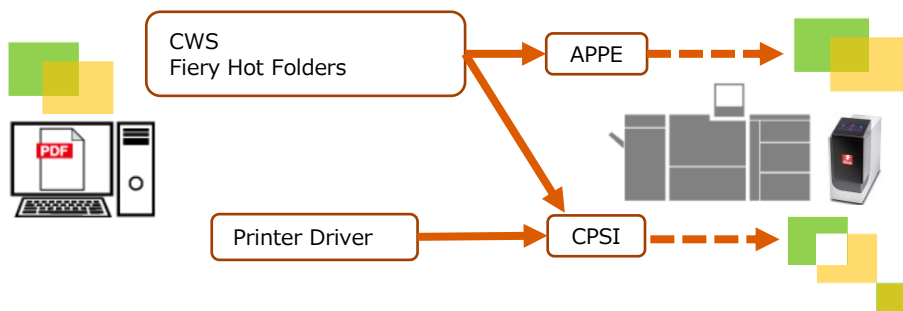 CWS
Fiery Hot Folders
APPE
PDF
Printer Driver
CPSI